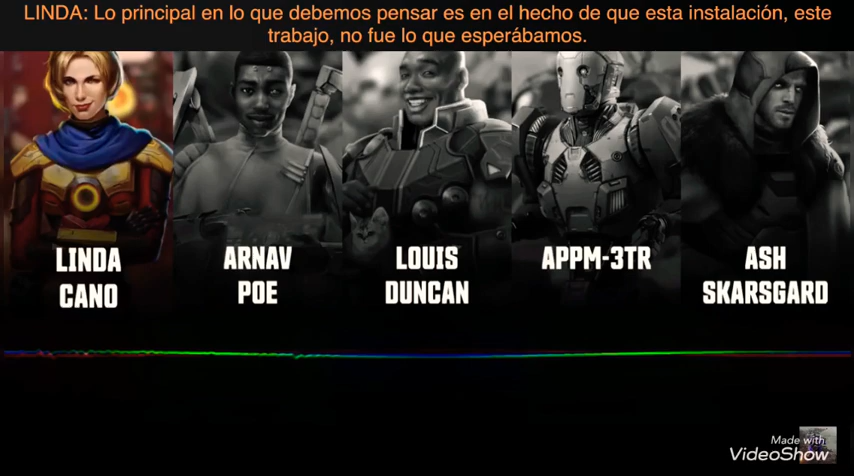 LINDA: Lo principal en lo que debemos pensar es en el hecho de que esta instalación, este
trabajo, no fue lo que esperábamos.
LINDA
CANO
ARNAV
POE
LOUIS
DUNCAN
APPM-3TR
ASH
SKARSGARD
Made with
VideoShow